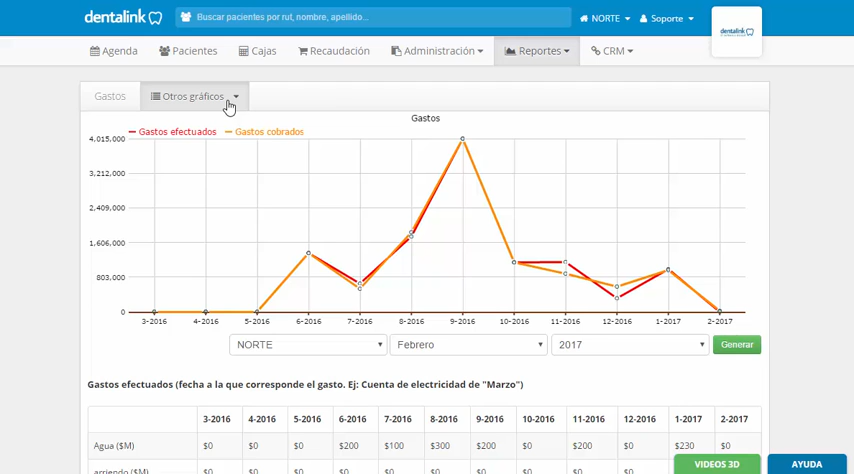 dentalink
Buscar pacientes por rut, nombre, apellido...
NORTE
Soporte
dentalink
Agenda
Pacientes
Cajas
Recaudación
Administración
Reportes
CRM
Gastos
Otros gráficos
Gastos
Gastos efectuados
Gastos cobrados
4,015,000
3,212,000
2,409,000
1,606,000
803,000
0
3-2016 4-2016 5-2016 6-2016 7-2016 8-2016 9-2016 10-2016 11-2016 12-2016 1-2017 2-2017
NORTE
Febrero
2017
Generar
Gastos efectuados (fecha a la que corresponde el gasto. Ej: Cuenta de electricidad de "Marzo")
3-2016 4-2016 5-2016 6-2016 7-2016 8-2016 9-2016 10-2016 11-2016 12-2016 1-2017 2-2017
Agua ($M) $0 $0 $0 $200 $100 $300 $200 $0 $200 $0 $230 $0
arriendo ($M) $0 $0 $0
VIDEOS 3D
AYUDA